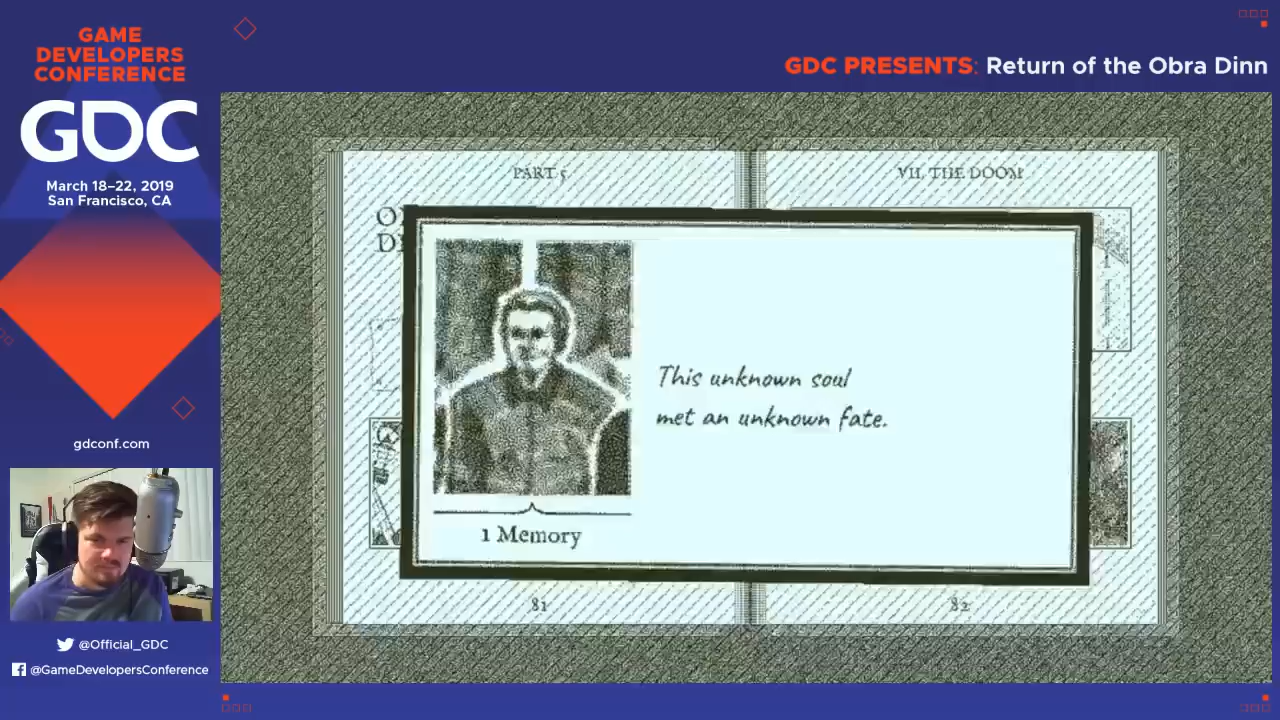 GAME
DEVELOPERS
CONFERENCE
GDC
March 18–22, 2019
San Francisco, CA
gdconf.com
@Official_GDC
@GameDevelopersConference
GDC PRESENTS: Return of the Obra Dinn
PART 5
VII. THE DOOM
This unknown soul
met an unknown fate.
1 Memory
81
82